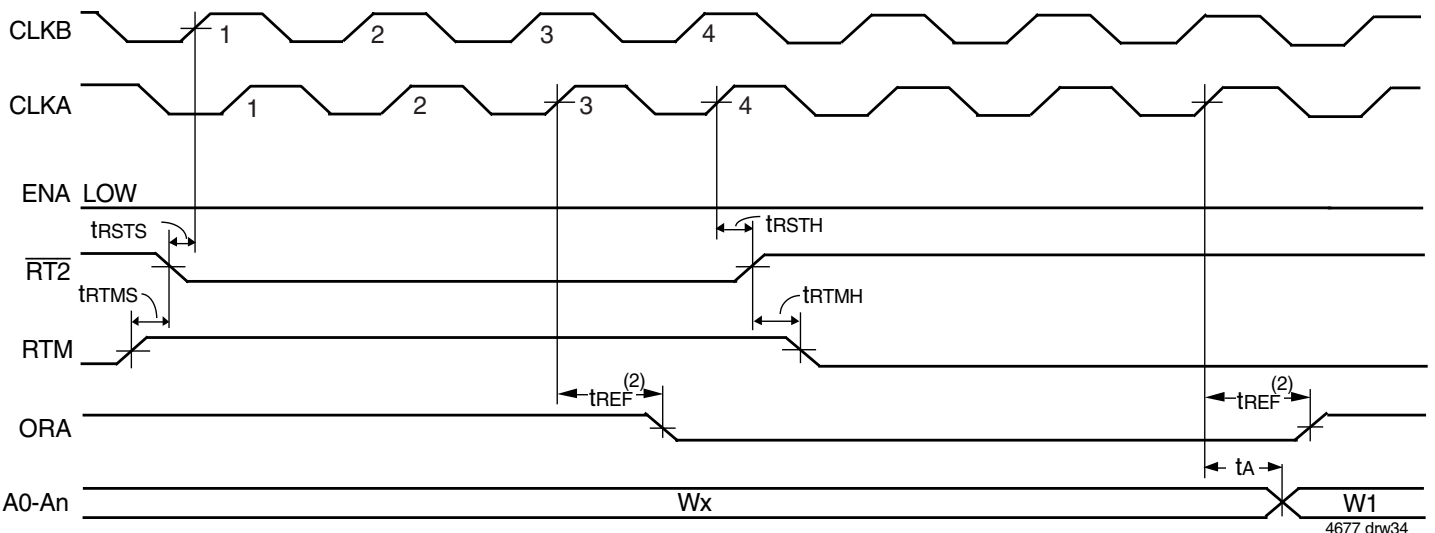 CLKB 1 2 3 4
CLKA 1 2 3 4
ENA LOW
tRSTS tRSTH
RT2
tRTMS tRTMH
RTM
tREF(2) tREF(2)
ORA
tA
A0-An Wx W1
4677 drw34